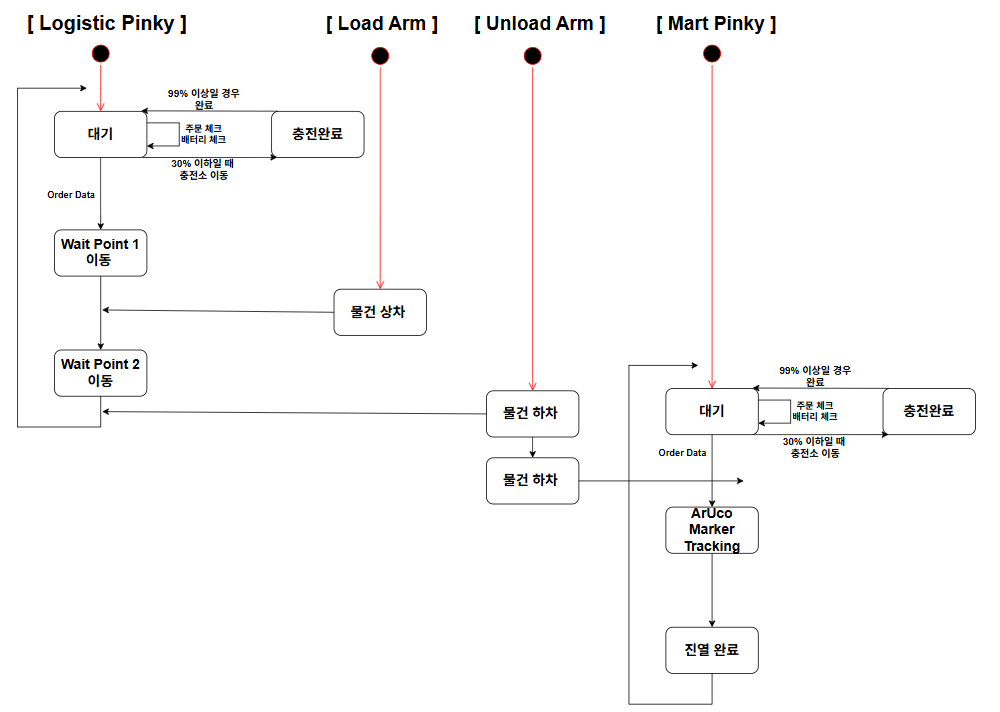 [ Logistic Pinky ]
[ Load Arm ]
[ Unload Arm ]
[ Mart Pinky ]
99% 이상일 경우
완료
대기
주문 체크
배터리 체크
충전완료
30% 이하일 때
충전소 이동
Order Data
Wait Point 1
이동
물건 상차
Wait Point 2
이동
물건 하차
물건 하차
99% 이상일 경우
완료
대기
주문 체크
배터리 체크
충전완료
30% 이하일 때
충전소 이동
Order Data
ArUco
Marker
Tracking
진열 완료